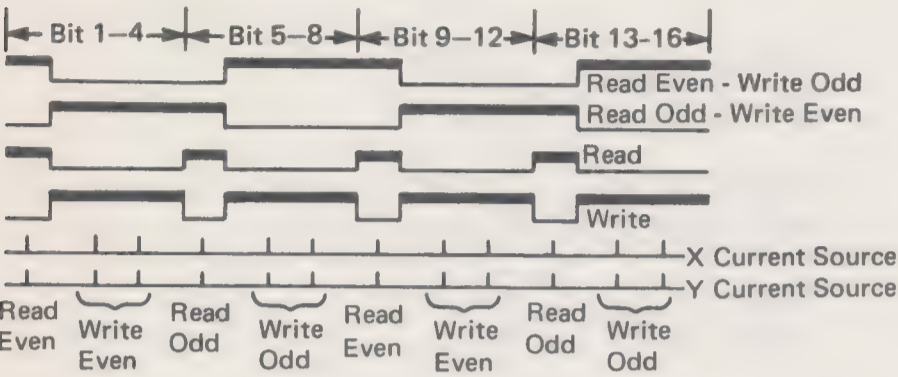 Bit 1–4 Bit 5–8 Bit 9–12 Bit 13-16
Read Even - Write Odd
Read Odd - Write Even
Read
Write
X Current Source
Y Current Source
Read Even
Write Even
Read Odd
Write Odd
Read Even
Write Even
Read Odd
Write Odd